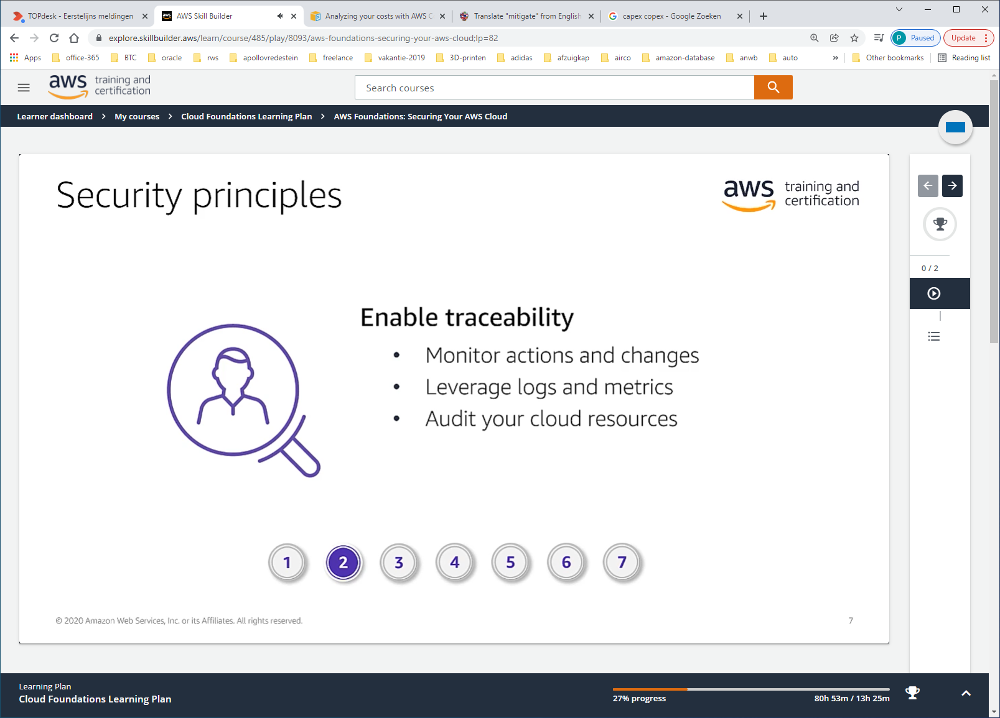 TOPdesk - Eerstelijns meldingen
AWS Skill Builder
Analyzing your costs with AWS C
Translate "mitigate" from English
capex copex - Google Zoeken
explore.skillbuilder.aws/learn/course/485/play/8093/aws-foundations-securing-your-aws-cloud;lp=82
P Paused
Update
Apps office-365 BTC oracle rws apollovredestein freelance vakantie-2019 3D-printen adidas afzuigkap airco amazon-database anwb auto » Other bookmarks Reading list
aws training and
certification
Search courses
Learner dashboard > My courses > Cloud Foundations Learning Plan > AWS Foundations: Securing Your AWS Cloud
Security principles
aws training and
certification
0 / 2
Enable traceability
• Monitor actions and changes
• Leverage logs and metrics
• Audit your cloud resources
1 2 3 4 5 6 7
© 2020 Amazon Web Services, Inc. or its Affiliates. All rights reserved.
7
Learning Plan
Cloud Foundations Learning Plan
27% progress
80h 53m / 13h 25m